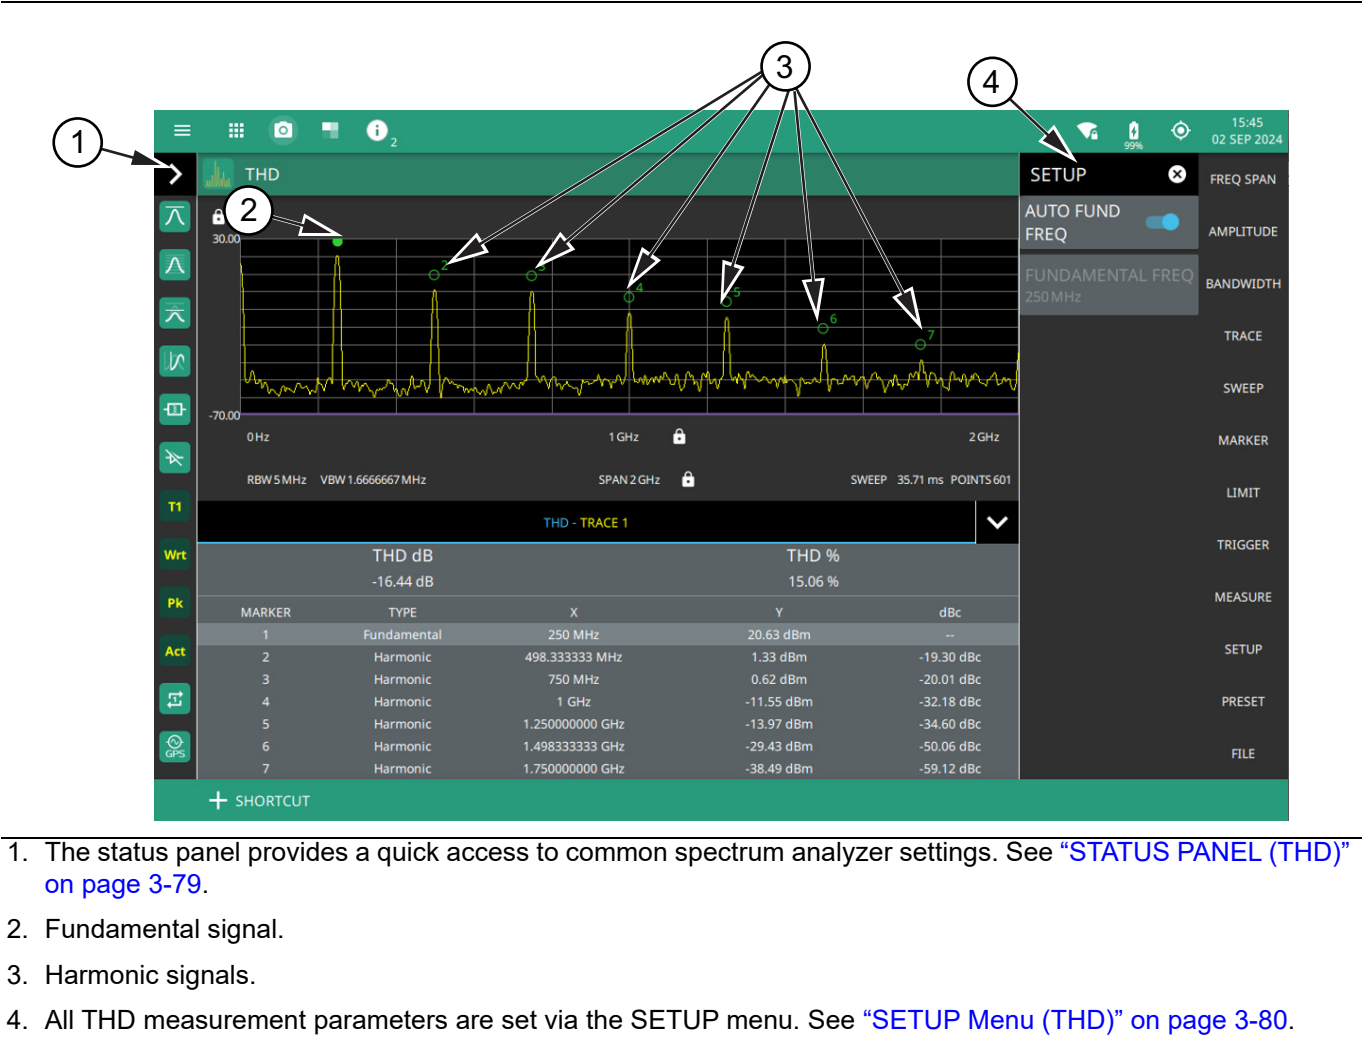 3
4
1
2
15:45
99%
02 SEP 2024
THD
SETUP
FREQ SPAN
AUTO FUND
FREQ
AMPLITUDE
30.00
2
3
4
5
6
7
FUNDAMENTAL FREQ
250 MHz
BANDWIDTH
TRACE
SWEEP
-70.00
0 Hz
1 GHz
2 GHz
MARKER
RBW 5 MHz VBW 1.6666667 MHz SPAN 2 GHz SWEEP 35.71 ms POINTS 601
LIMIT
T1
THD - TRACE 1
TRIGGER
Wrt
THD dB THD %
-16.44 dB 15.06 %
MEASURE
Pk
MARKER TYPE X Y dBc
1 Fundamental 250 MHz 20.63 dBm --
Act
2 Harmonic 498.333333 MHz 1.33 dBm -19.30 dBc
SETUP
3 Harmonic 750 MHz 0.62 dBm -20.01 dBc
4 Harmonic 1 GHz -11.55 dBm -32.18 dBc
PRESET
5 Harmonic 1.250000000 GHz -13.97 dBm -34.60 dBc
6 Harmonic 1.498333333 GHz -29.43 dBm -50.06 dBc
GPS
FILE
7 Harmonic 1.750000000 GHz -38.49 dBm -59.12 dBc
SHORTCUT
1. The status panel provides a quick access to common spectrum analyzer settings. See “STATUS PANEL (THD)”
on page 3-79.
2. Fundamental signal.
3. Harmonic signals.
4. All THD measurement parameters are set via the SETUP menu. See “SETUP Menu (THD)” on page 3-80.